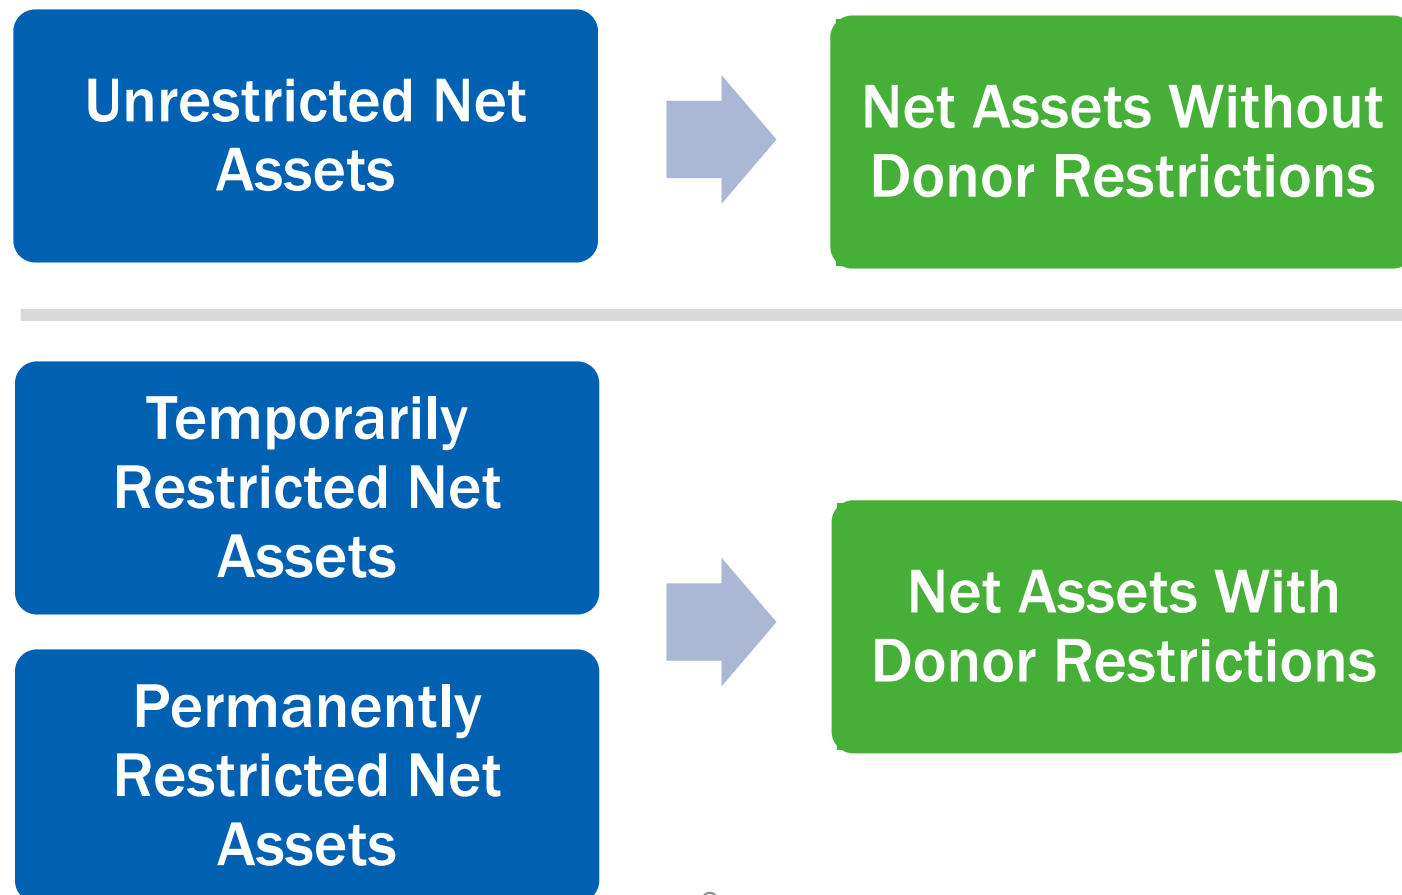 Unrestricted Net
Assets
Net Assets Without
Donor Restrictions
Temporarily
Restricted Net
Assets
Permanently
Restricted Net
Assets
Net Assets With
Donor Restrictions